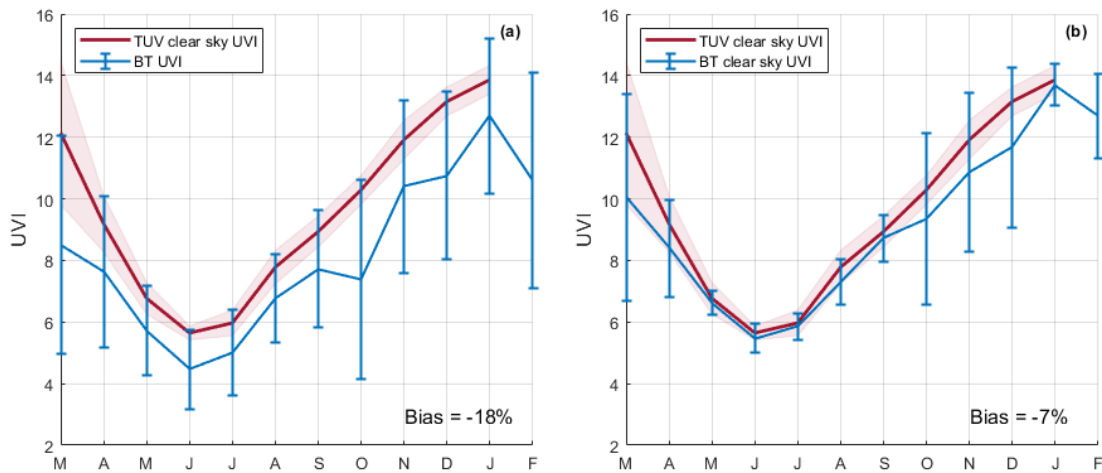 16
14
12
10
8
6
4
2
UVI
TUV clear sky UVI
BT UVI
(a)
Bias = -18%
M A M J J A S O N D J F
16
14
12
10
8
6
4
2
UVI
TUV clear sky UVI
BT clear sky UVI
(b)
Bias = -7%
M A M J J A S O N D J F